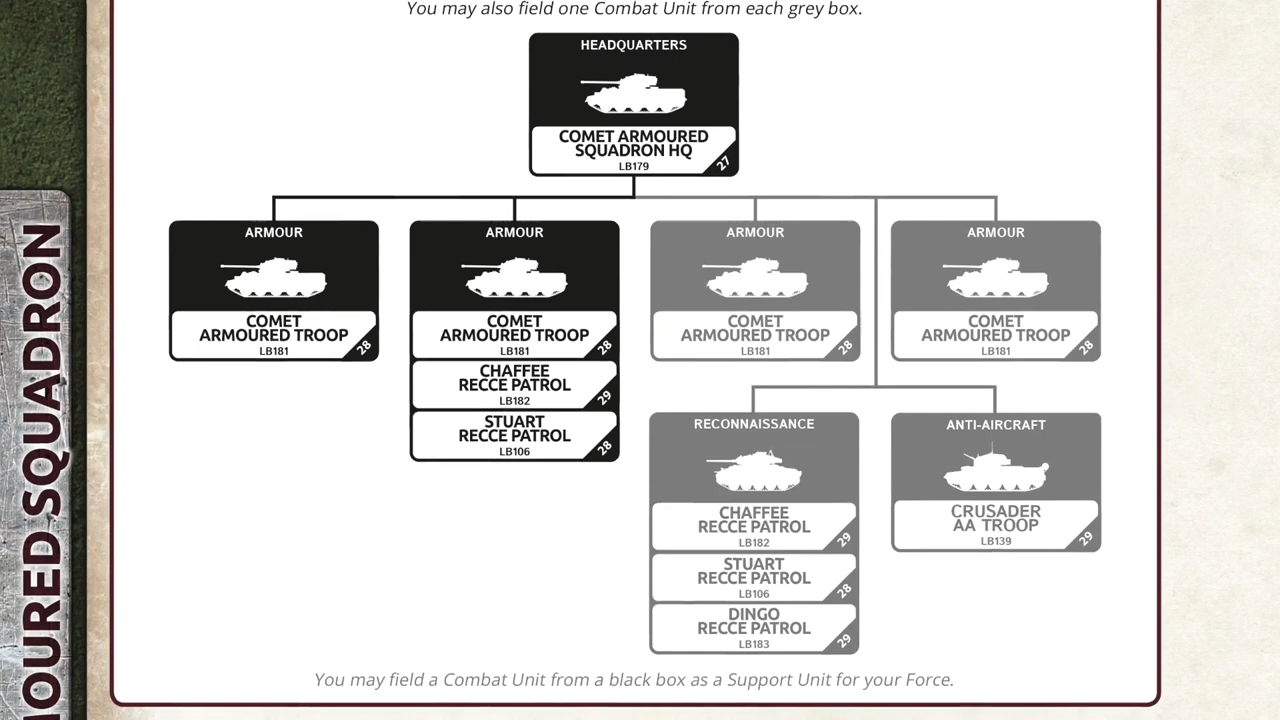 You may also field one Combat Unit from each grey box.
HEADQUARTERS
COMET ARMOURED
SQUADRON HQ
LB179
27
ARMOUR
COMET
ARMOURED TROOP
LB181
28
ARMOUR
COMET
ARMOURED TROOP
LB181
28
CHAFFEE
RECCE PATROL
LB182
29
STUART
RECCE PATROL
LB106
28
ARMOUR
COMET
ARMOURED TROOP
LB181
28
ARMOUR
COMET
ARMOURED TROOP
LB181
28
RECONNAISSANCE
CHAFFEE
RECCE PATROL
LB182
29
STUART
RECCE PATROL
LB106
28
DINGO
RECCE PATROL
LB183
29
ANTI-AIRCRAFT
CRUSADER
AA TROOP
LB139
29
You may field a Combat Unit from a black box as a Support Unit for your Force.
MOURED SQUADRON